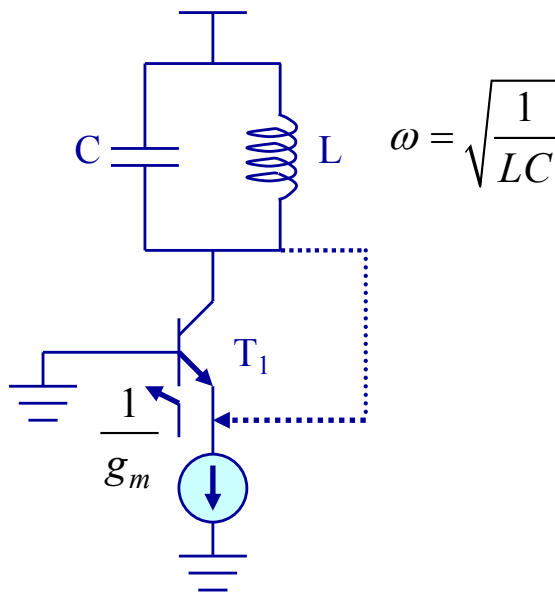 C
L
ω = √(1/LC)
T₁
1/gₘ